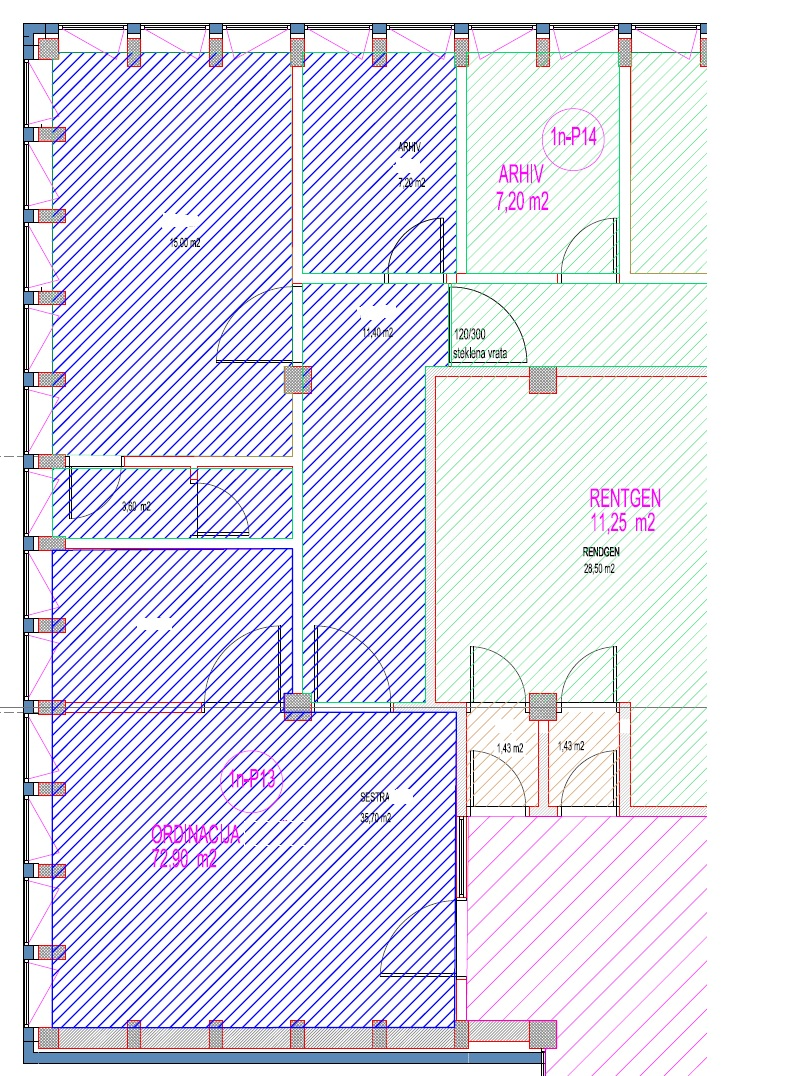 1n-P14
ARHIV
7,20 m2
ARHIV
7,20 m2
15,00 m2
11,40 m2
120/300
steklena vrata
3,60 m2
RENTGEN
11,25 m2
RENDGEN
28,50 m2
1,43 m2
1,43 m2
1n-P13
SESTRA
35,70 m2
ORDINACIJA
72,90 m2